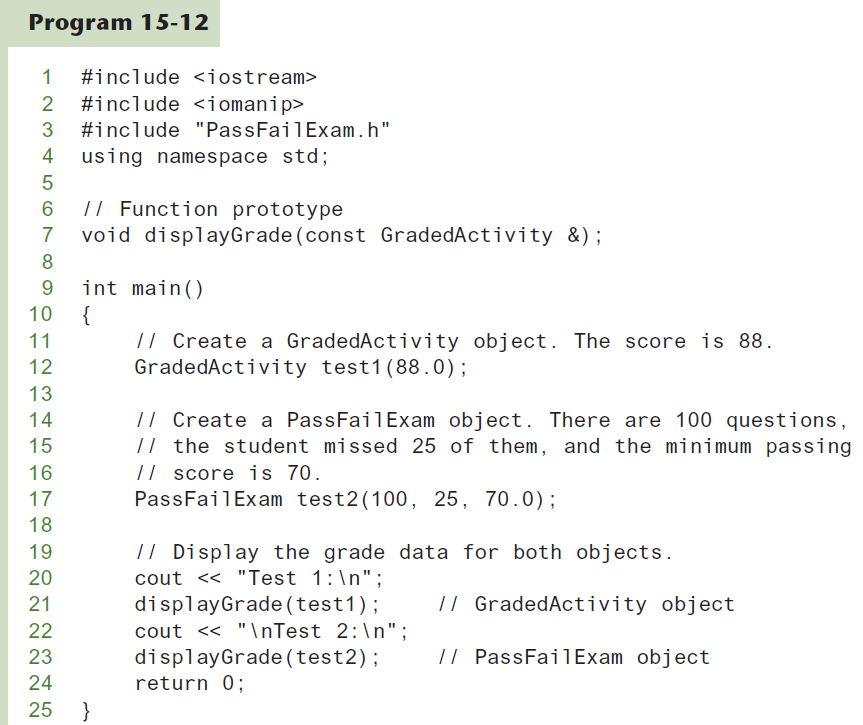 Program 15-12
1 #include <iostream>
2 #include <iomanip>
3 #include "PassFailExam.h"
4 using namespace std;
5
6 // Function prototype
7 void displayGrade(const GradedActivity &);
8
9 int main()
10 {
11 // Create a GradedActivity object. The score is 88.
12 GradedActivity test1(88.0);
13
14 // Create a PassFailExam object. There are 100 questions,
15 // the student missed 25 of them, and the minimum passing
16 // score is 70.
17 PassFailExam test2(100, 25, 70.0);
18
19 // Display the grade data for both objects.
20 cout << "Test 1:\n";
21 displayGrade(test1); // GradedActivity object
22 cout << "\nTest 2:\n";
23 displayGrade(test2); // PassFailExam object
24 return 0;
25 }